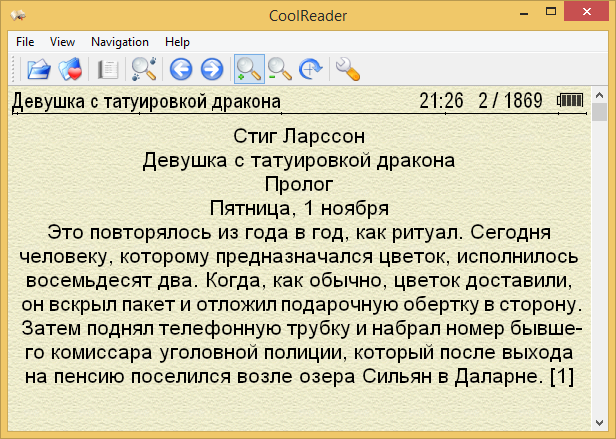 CoolReader
File View Navigation Help
Девушка с татуировкой дракона 21:26 2 / 1869
Стиг Ларссон
Девушка с татуировкой дракона
Пролог
Пятница, 1 ноября
Это повторялось из года в год, как ритуал. Сегодня
человеку, которому предназначался цветок, исполнилось
восемьдесят два. Когда, как обычно, цветок доставили,
он вскрыл пакет и отложил подарочную обертку в сторону.
Затем поднял телефонную трубку и набрал номер бывше-
го комиссара уголовной полиции, который после выхода
на пенсию поселился возле озера Сильян в Даларне. [1]